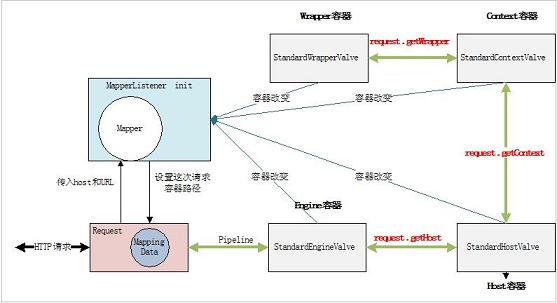 Wrapper容器
Context容器
StandardWrapperValve
request.getWrapper
StandardContextValve
MapperListener init
Mapper
容器改变
容器改变
request.getContext
传入host和URL
设置这次请求
容器路径
容器改变
容器改变
Engine容器
Request
Mapping
Data
HTTP请求
Pipeline
StandardEngineValve
request.getHost
StandardHostValve
Host容器